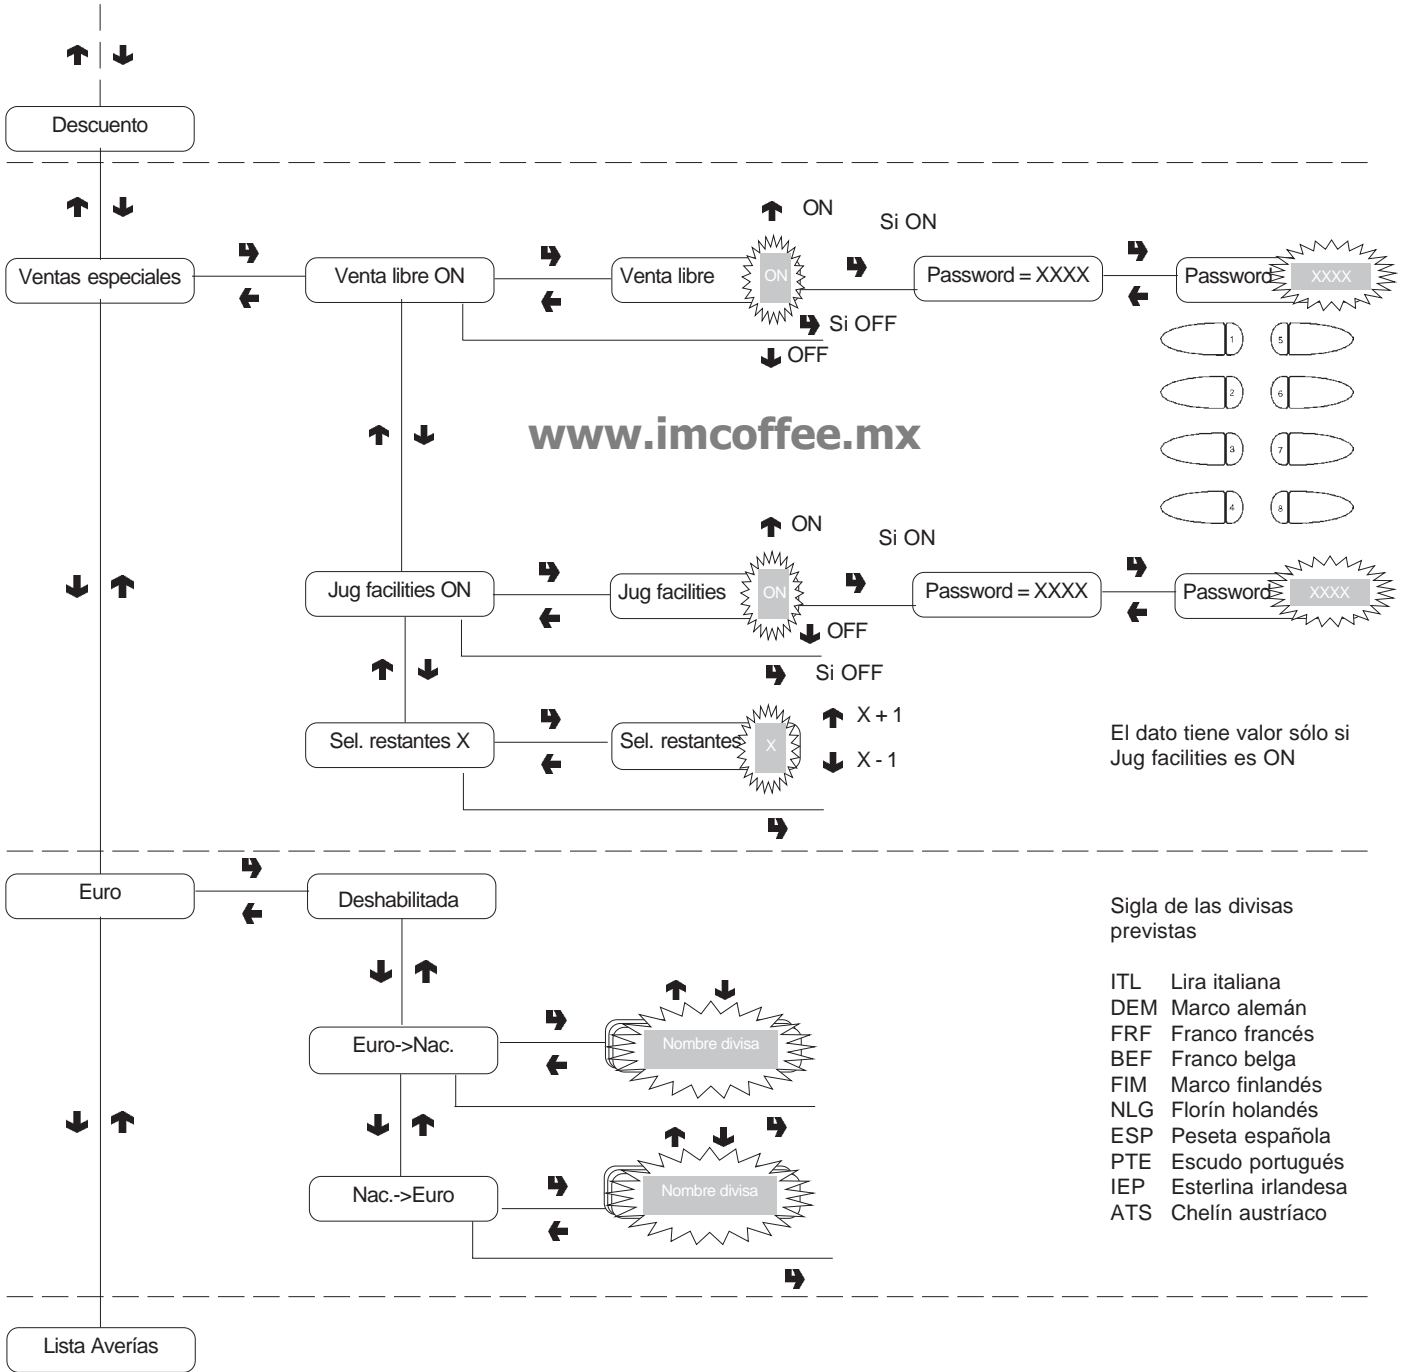 Descuento
ON
Si ON
Ventas especiales
Venta libre ON
Venta libre
ON
Password = XXXX
Password
XXXX
Si OFF
OFF
1
5
2
6
3
7
4
8
www.imcoffee.mx
ON
Si ON
Jug facilities ON
Jug facilities
ON
Password = XXXX
Password
XXXX
OFF
Si OFF
Sel. restantes X
Sel. restantes
X
X + 1
X - 1
El dato tiene valor sólo si
Jug facilities es ON
Euro
Deshabilitada
Euro->Nac.
Nombre divisa
Nac.->Euro
Nombre divisa
Sigla de las divisas
previstas
ITL Lira italiana
DEM Marco alemán
FRF Franco francés
BEF Franco belga
FIM Marco finlandés
NLG Florín holandés
ESP Peseta española
PTE Escudo portugués
IEP Esterlina irlandesa
ATS Chelín austríaco
Lista Averías